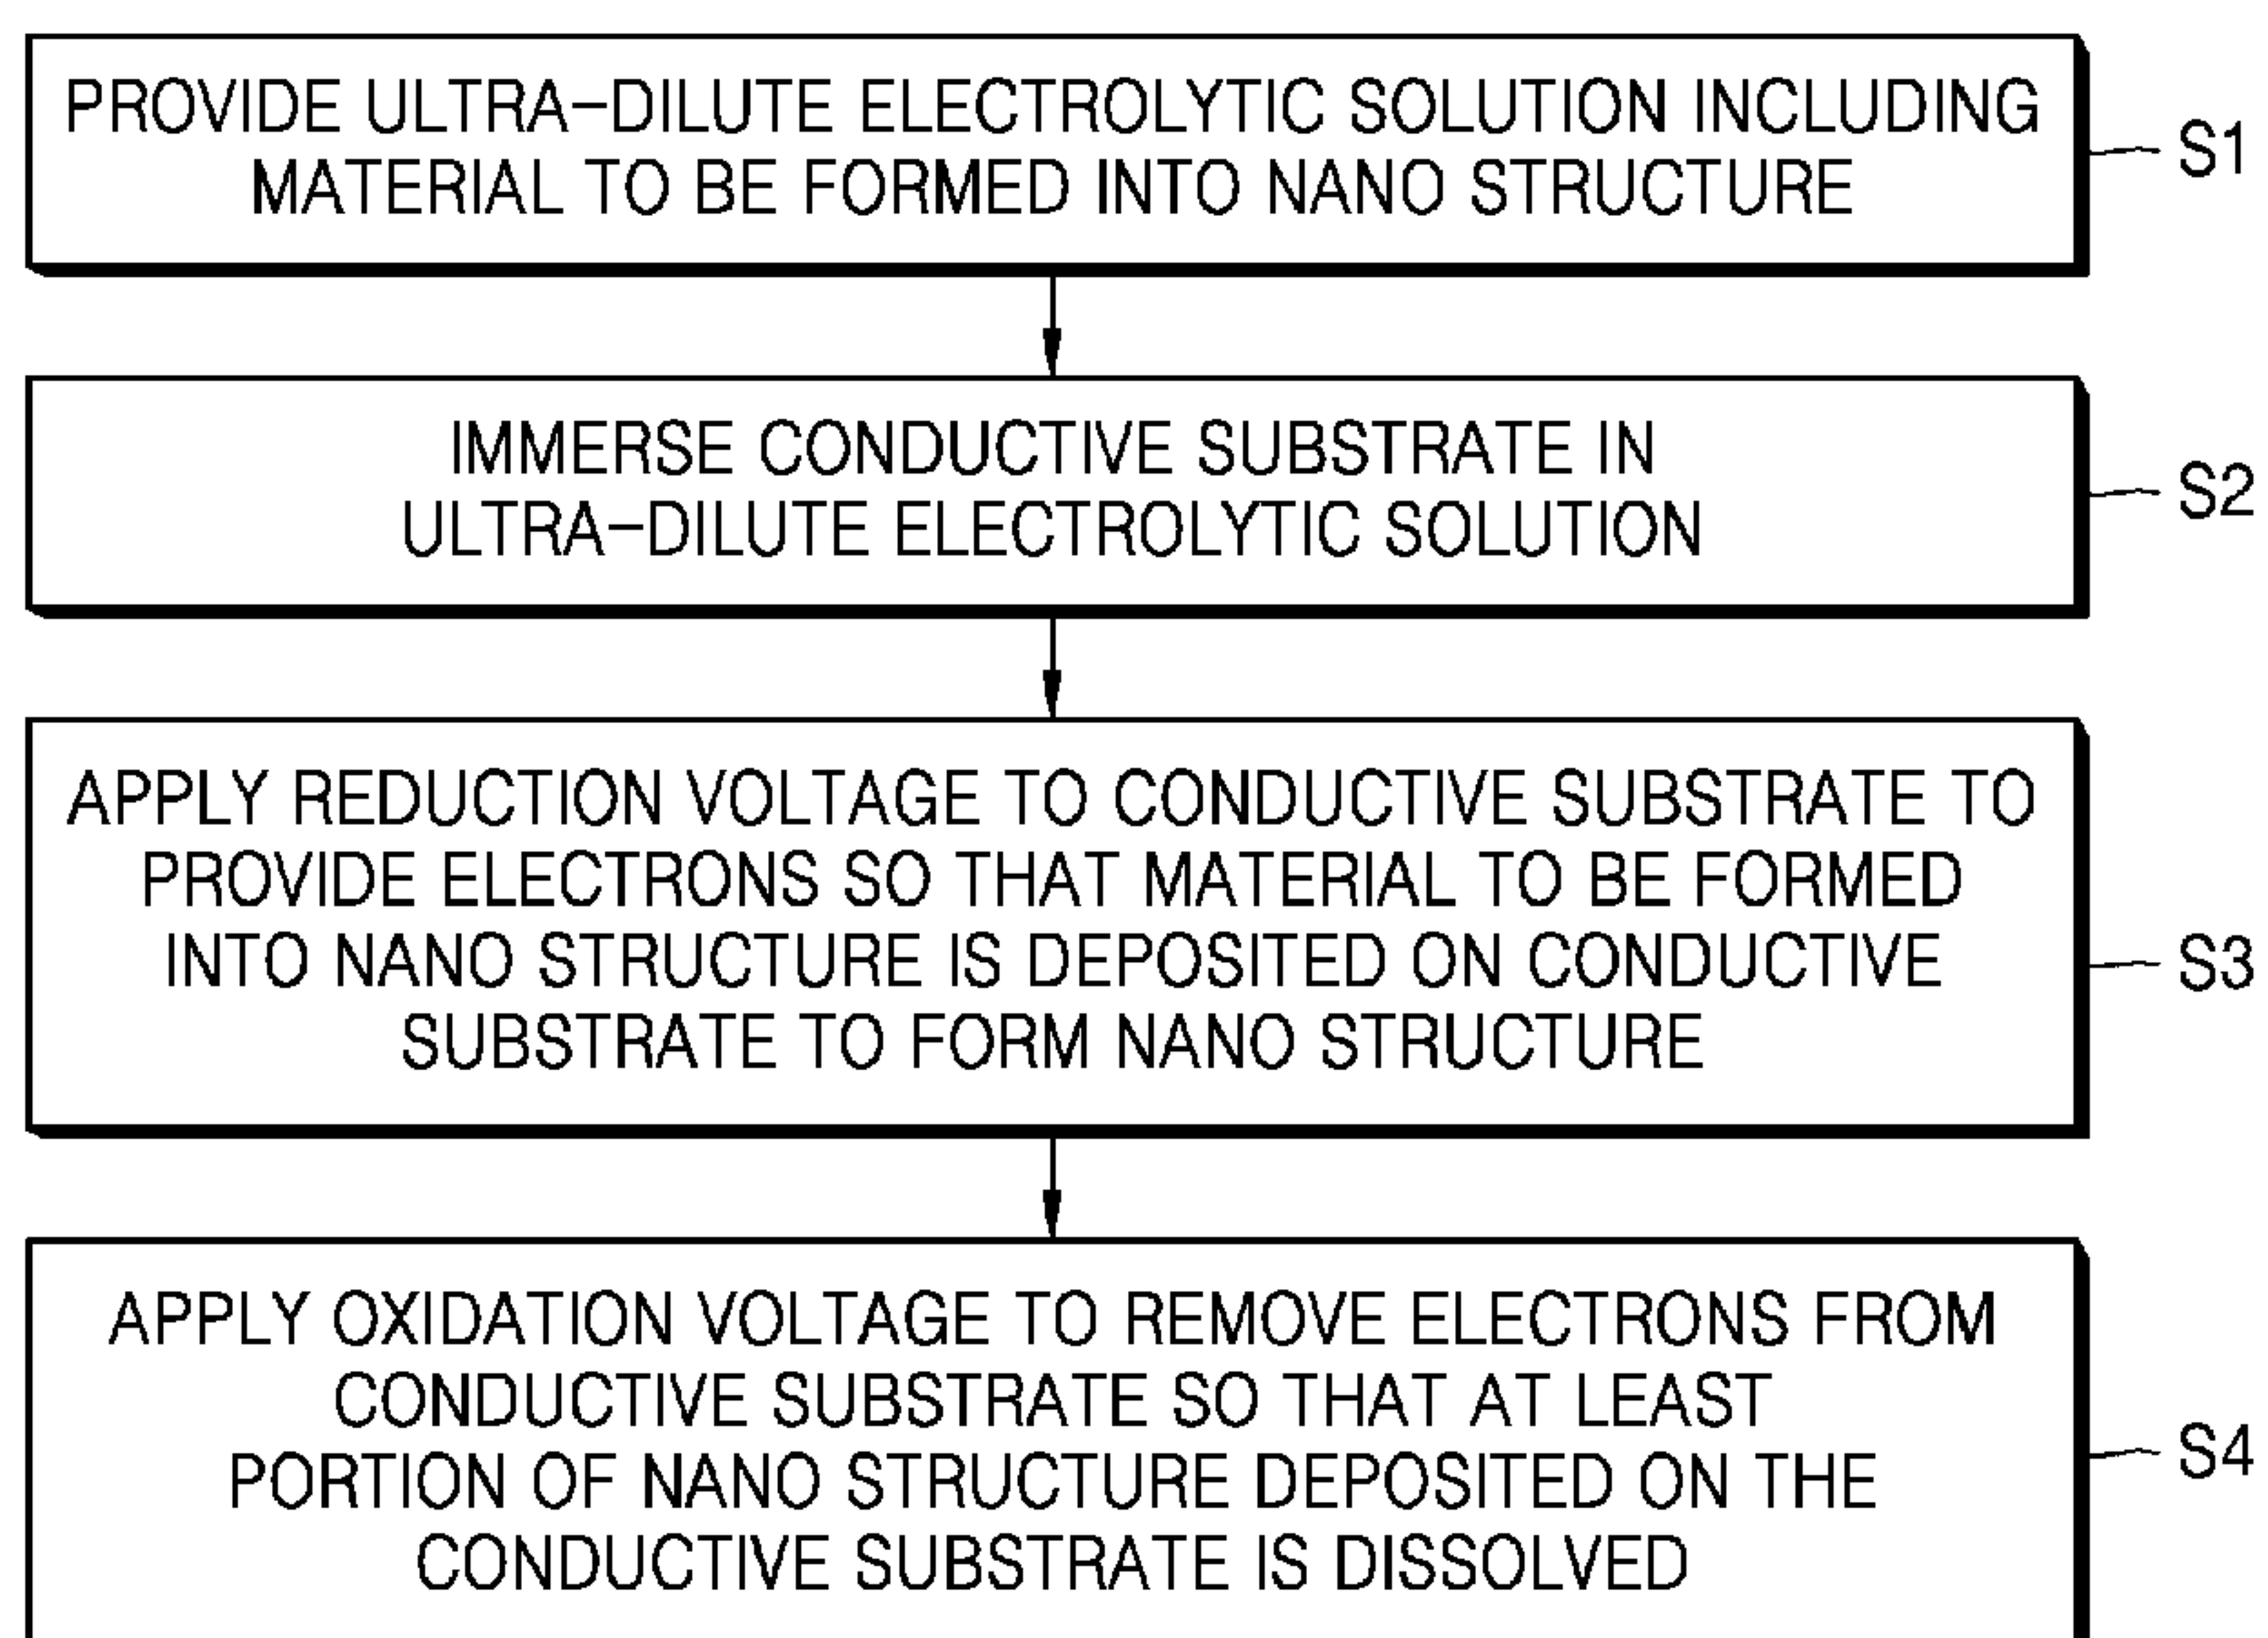 PROVIDE ULTRA-DILUTE ELECTROLYTIC SOLUTION INCLUDING
MATERIAL TO BE FORMED INTO NANO STRUCTURE
S1
IMMERSE CONDUCTIVE SUBSTRATE IN
ULTRA-DILUTE ELECTROLYTIC SOLUTION
S2
APPLY REDUCTION VOLTAGE TO CONDUCTIVE SUBSTRATE TO
PROVIDE ELECTRONS SO THAT MATERIAL TO BE FORMED
INTO NANO STRUCTURE IS DEPOSITED ON CONDUCTIVE
SUBSTRATE TO FORM NANO STRUCTURE
S3
APPLY OXIDATION VOLTAGE TO REMOVE ELECTRONS FROM
CONDUCTIVE SUBSTRATE SO THAT AT LEAST
PORTION OF NANO STRUCTURE DEPOSITED ON THE
CONDUCTIVE SUBSTRATE IS DISSOLVED
S4